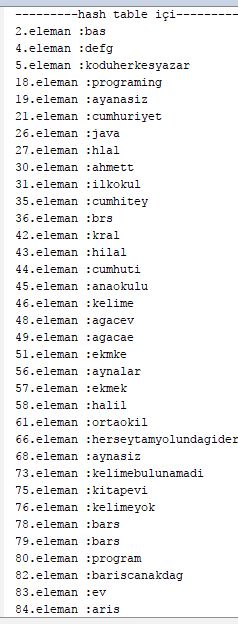 ---------hash table içi---------
2.eleman :bas
4.eleman :defg
5.eleman :koduherkesyazar
18.eleman :programing
19.eleman :ayanasiz
21.eleman :cumhuriyet
26.eleman :java
27.eleman :hlal
30.eleman :ahmett
31.eleman :ilkokul
35.eleman :cumhitey
36.eleman :brs
42.eleman :kral
43.eleman :hilal
44.eleman :cumhuti
45.eleman :anaokulu
46.eleman :kelime
48.eleman :agacev
49.eleman :agacae
51.eleman :ekmke
56.eleman :aynalar
57.eleman :ekmek
58.eleman :halil
61.eleman :ortaokil
66.eleman :herseytamyolundagider
68.eleman :aynasiz
73.eleman :kelimebulunamadi
75.eleman :kitapevi
76.eleman :kelimeyok
78.eleman :bars
79.eleman :bars
80.eleman :program
82.eleman :bariscanakdag
83.eleman :ev
84.eleman :aris